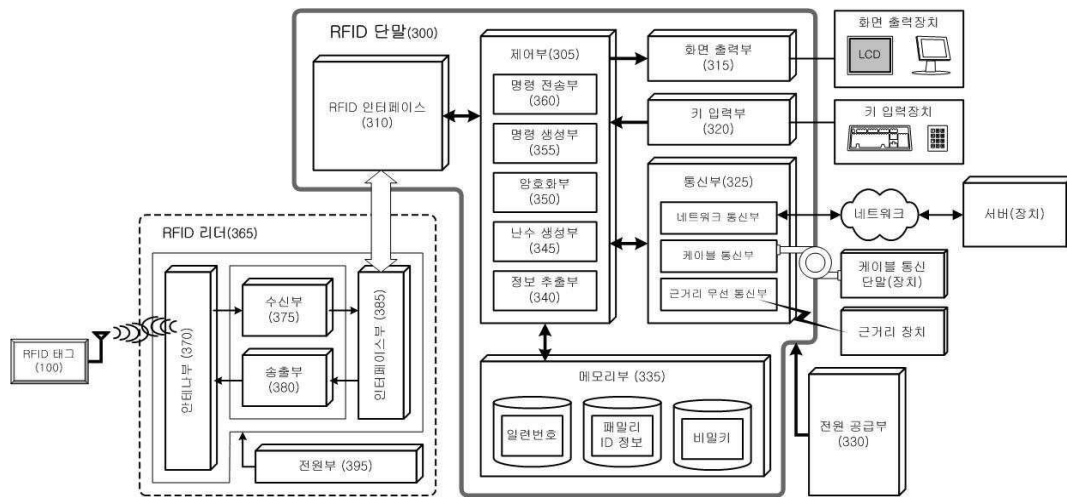 RFID 단말(300)
RFID 인터페이스
(310)
제어부(305)
명령 전송부
(360)
명령 생성부
(355)
암호화부
(350)
난수 생성부
(345)
정보 추출부
(340)
화면 출력부
(315)
키 입력부
(320)
통신부(325)
네트워크 통신부
케이블 통신부
근거리 무선 통신부
화면 출력장치
LCD
키 입력장치
네트워크
서버(장치)
케이블 통신
단말(장치)
근거리 장치
RFID 리더(365)
안테나부 (370)
수신부
(375)
송출부
(380)
인터페이스부 (385)
전원부 (395)
RFID 태그
(100)
메모리부 (335)
일련번호
패밀리
ID 정보
비밀키
전원 공급부
(330)